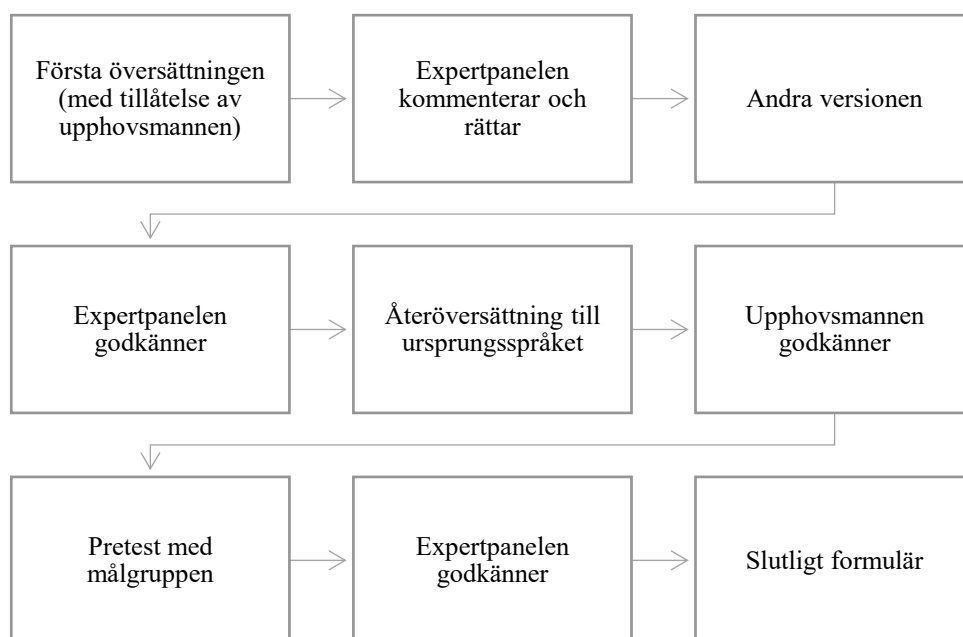 Första översättningen
(med tillåtelse av
upphovsmannen)
Expertpanelen
kommenterar och
rättar
Andra versionen
Expertpanelen
godkänner
Återöversättning till
ursprungsspråket
Upphovsmannen
godkänner
Pretest med
målgruppen
Expertpanelen
godkänner
Slutligt formulär